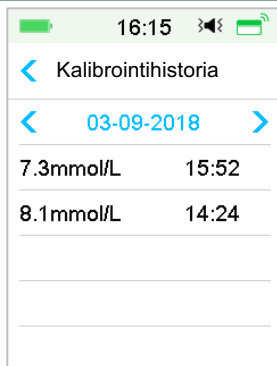 16:15
Kalibrointihistoria
03-09-2018
7.3mmol/L 15:52
8.1mmol/L 14:24